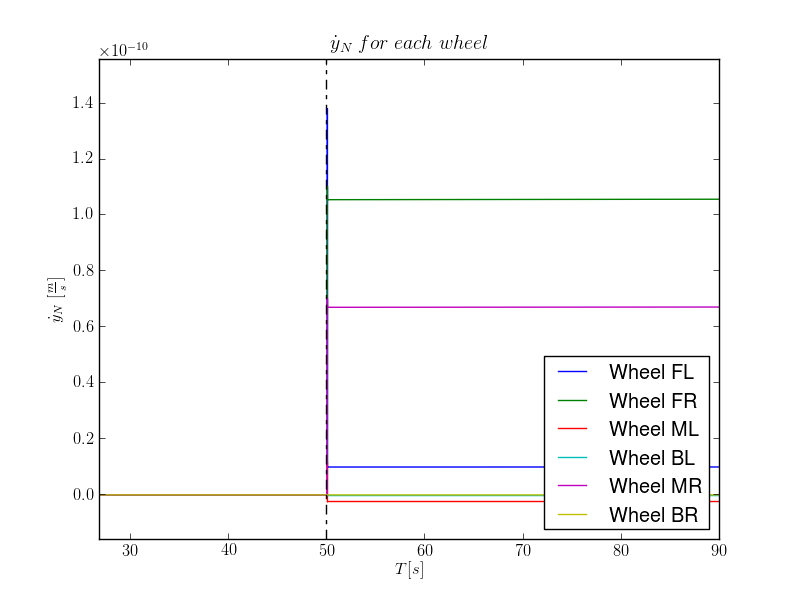 ẏ_N for each wheel
×10⁻¹⁰
1.4
1.2
1.0
0.8
0.6
0.4
0.2
0.0
ẏ_N [m/s]
Wheel FL
Wheel FR
Wheel ML
Wheel BL
Wheel MR
Wheel BR
30 40 50 60 70 80 90
T[s]